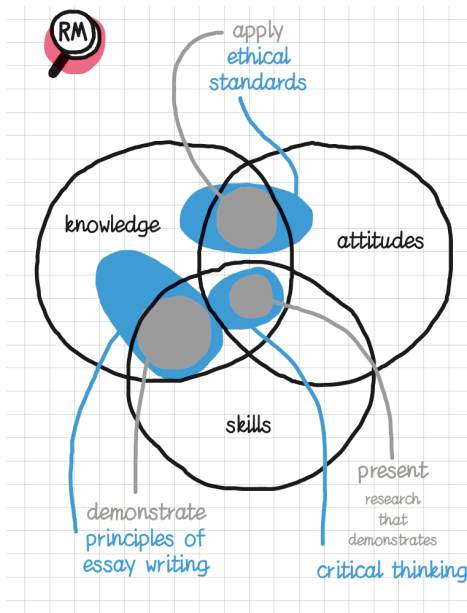 RM
apply
ethical
standards
knowledge
attitudes
skills
demonstrate
principles of
essay writing
present
research
that
demonstrates
critical thinking